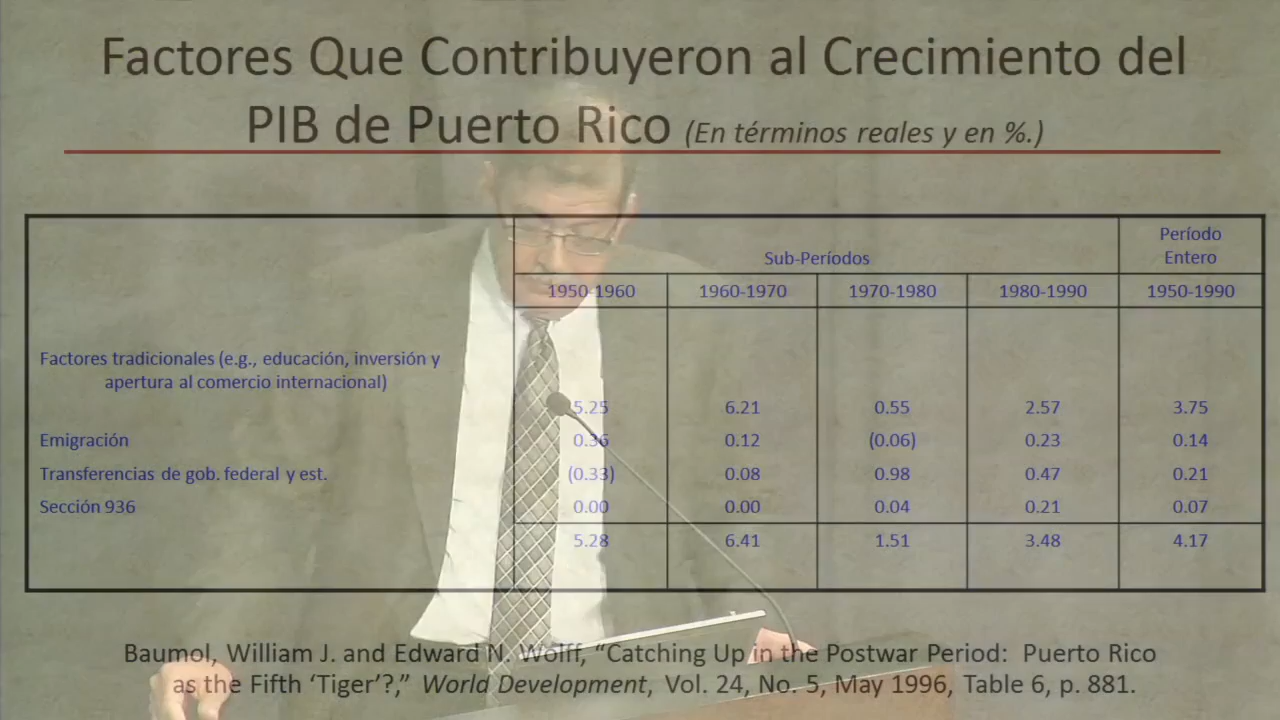 Factores Que Contribuyeron al Crecimiento del
PIB de Puerto Rico (En términos reales y en %.)
Sub-Períodos
Período
Entero
1950-1960 1960-1970 1970-1980 1980-1990 1950-1990
Factores tradicionales (e.g., educación, inversión y
apertura al comercio internacional)
5.25 6.21 0.55 2.57 3.75
Emigración 0.36 0.12 (0.06) 0.23 0.14
Transferencias de gob. federal y est. (0.33) 0.08 0.98 0.47 0.21
Sección 936 0.00 0.00 0.04 0.21 0.07
5.28 6.41 1.51 3.48 4.17
Baumol, William J. and Edward N. Wolff, “Catching Up in the Postwar Period: Puerto Rico
as the Fifth ‘Tiger’?,” World Development, Vol. 24, No. 5, May 1996, Table 6, p. 881.